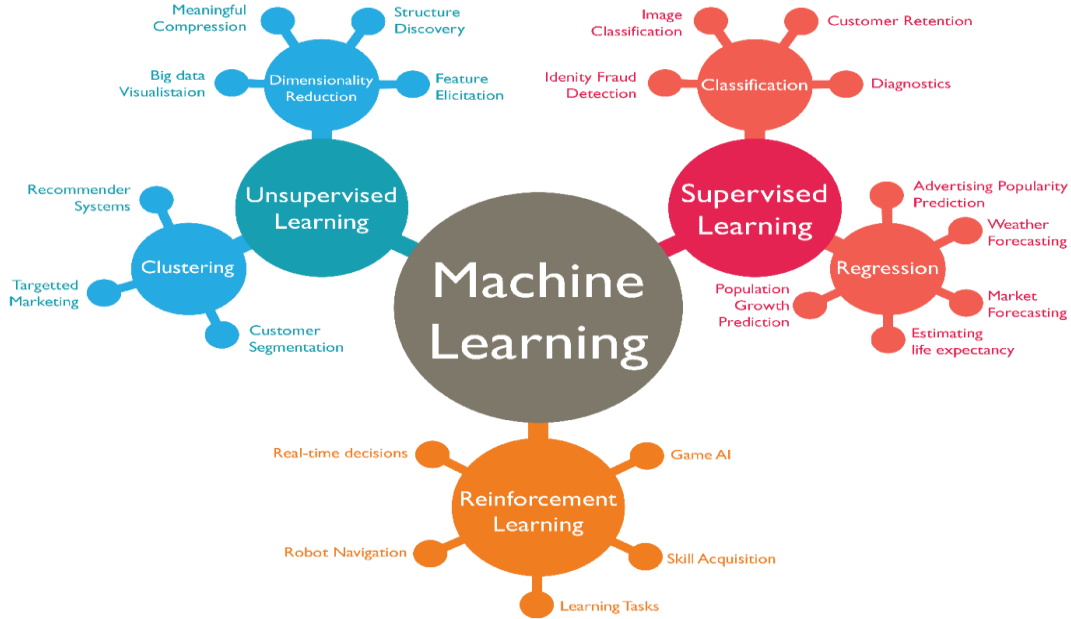 Meaningful
Compression
Structure
Discovery
Big data
Visualistaion
Dimensionality
Reduction
Feature
Elicitation
Unsupervised
Learning
Recommender
Systems
Clustering
Targetted
Marketing
Customer
Segmentation
Machine
Learning
Image
Classification
Customer Retention
Idenity Fraud
Detection
Classification
Diagnostics
Supervised
Learning
Advertising Popularity
Prediction
Weather
Forecasting
Regression
Population
Growth
Prediction
Market
Forecasting
Estimating
life expectancy
Real-time decisions
Game AI
Reinforcement
Learning
Robot Navigation
Skill Acquisition
Learning Tasks